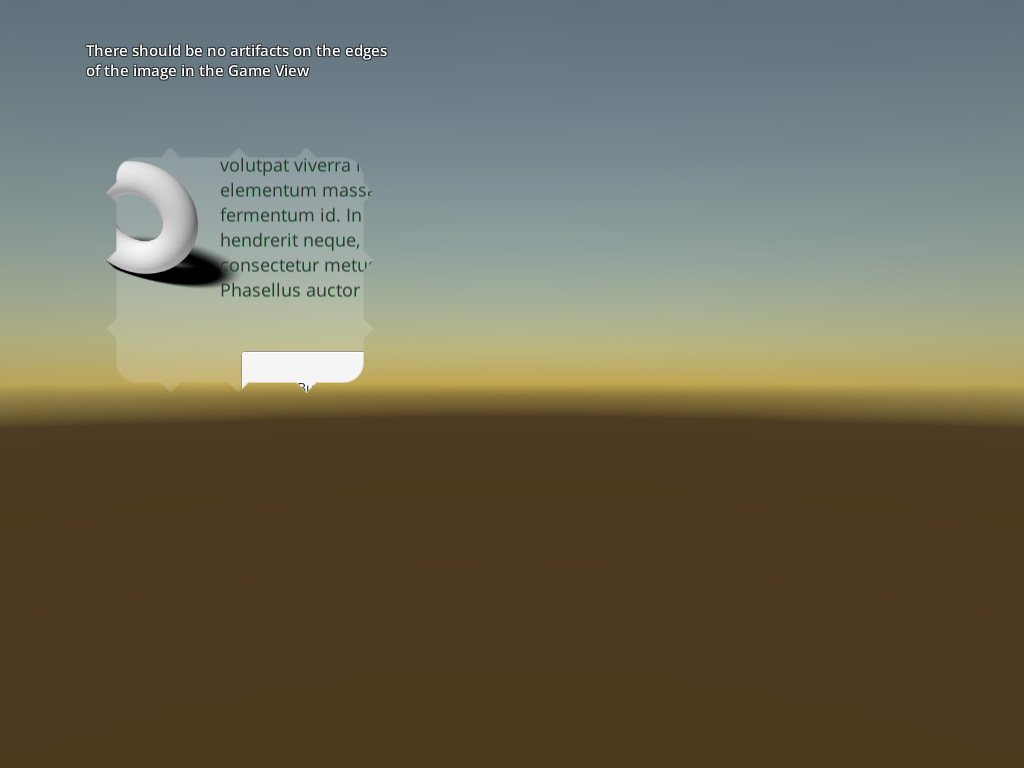 There should be no artifacts on the edges
of the image in the Game View
volutpat viverra
elementum massa
fermentum id. In
hendrerit neque,
consectetur metus
Phasellus auctor